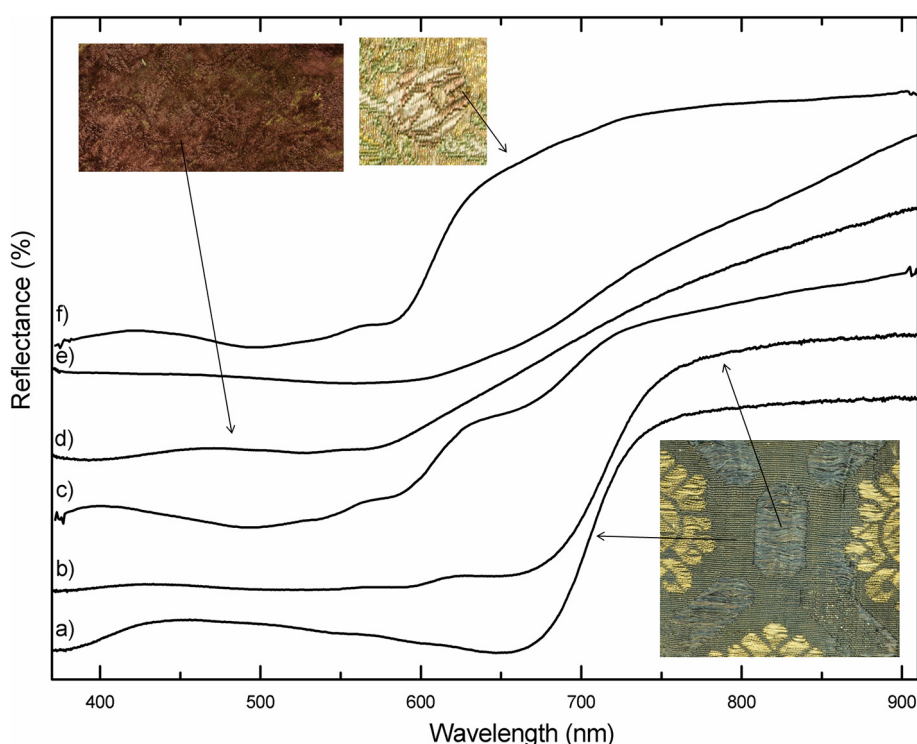 f)
e)
d)
c)
b)
a)
Reflectance (%)
400 500 600 700 800 900
Wavelength (nm)